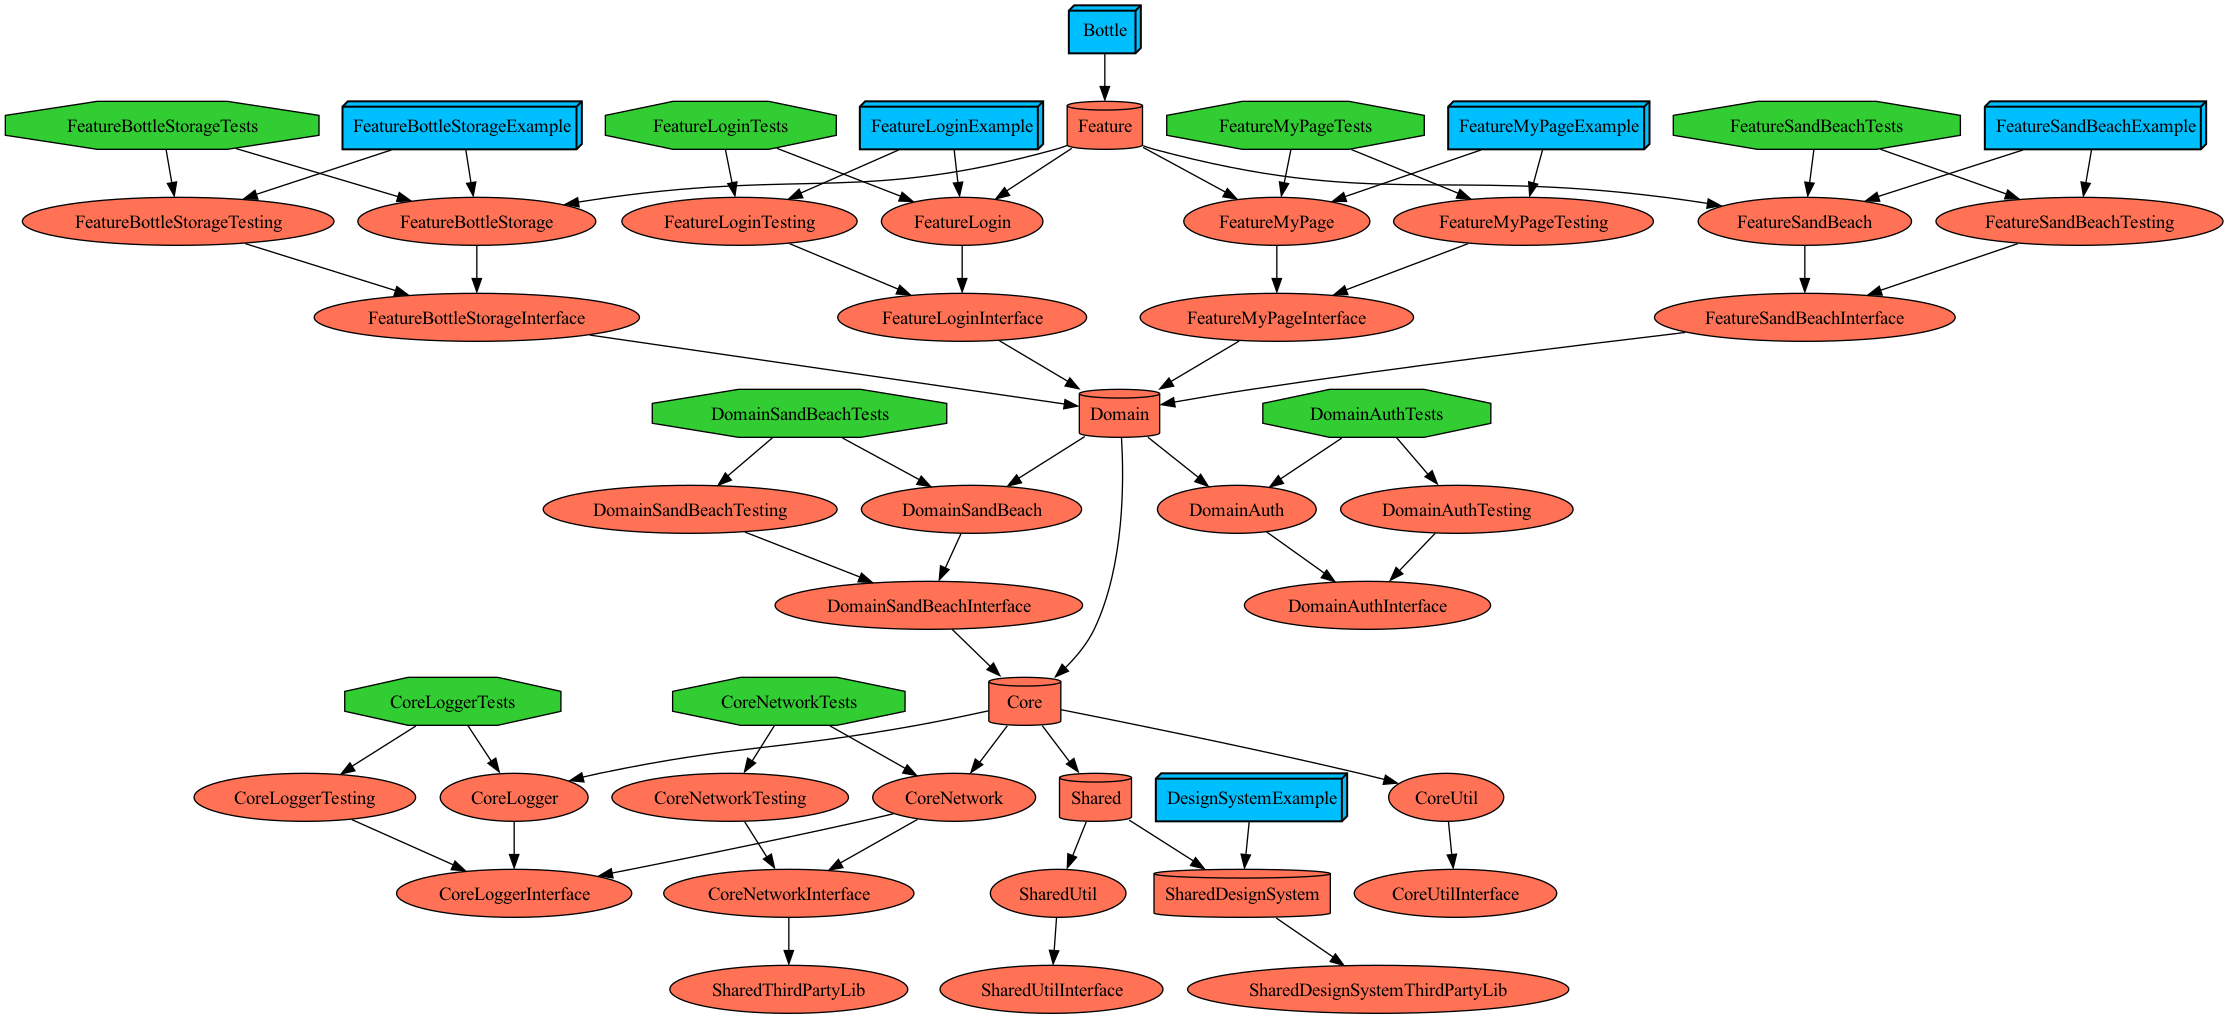 Bottle
FeatureBottleStorageTests
FeatureBottleStorageExample
FeatureLoginTests
FeatureLoginExample
Feature
FeatureMyPageTests
FeatureMyPageExample
FeatureSandBeachTests
FeatureSandBeachExample
FeatureBottleStorageTesting
FeatureBottleStorage
FeatureLoginTesting
FeatureLogin
FeatureMyPage
FeatureMyPageTesting
FeatureSandBeach
FeatureSandBeachTesting
FeatureBottleStorageInterface
FeatureLoginInterface
FeatureMyPageInterface
FeatureSandBeachInterface
DomainSandBeachTests
Domain
DomainAuthTests
DomainSandBeachTesting
DomainSandBeach
DomainAuth
DomainAuthTesting
DomainSandBeachInterface
DomainAuthInterface
CoreLoggerTests
CoreNetworkTests
Core
CoreLoggerTesting
CoreLogger
CoreNetworkTesting
CoreNetwork
Shared
DesignSystemExample
CoreUtil
CoreLoggerInterface
CoreNetworkInterface
SharedUtil
SharedDesignSystem
CoreUtilInterface
SharedThirdPartyLib
SharedUtilInterface
SharedDesignSystemThirdPartyLib